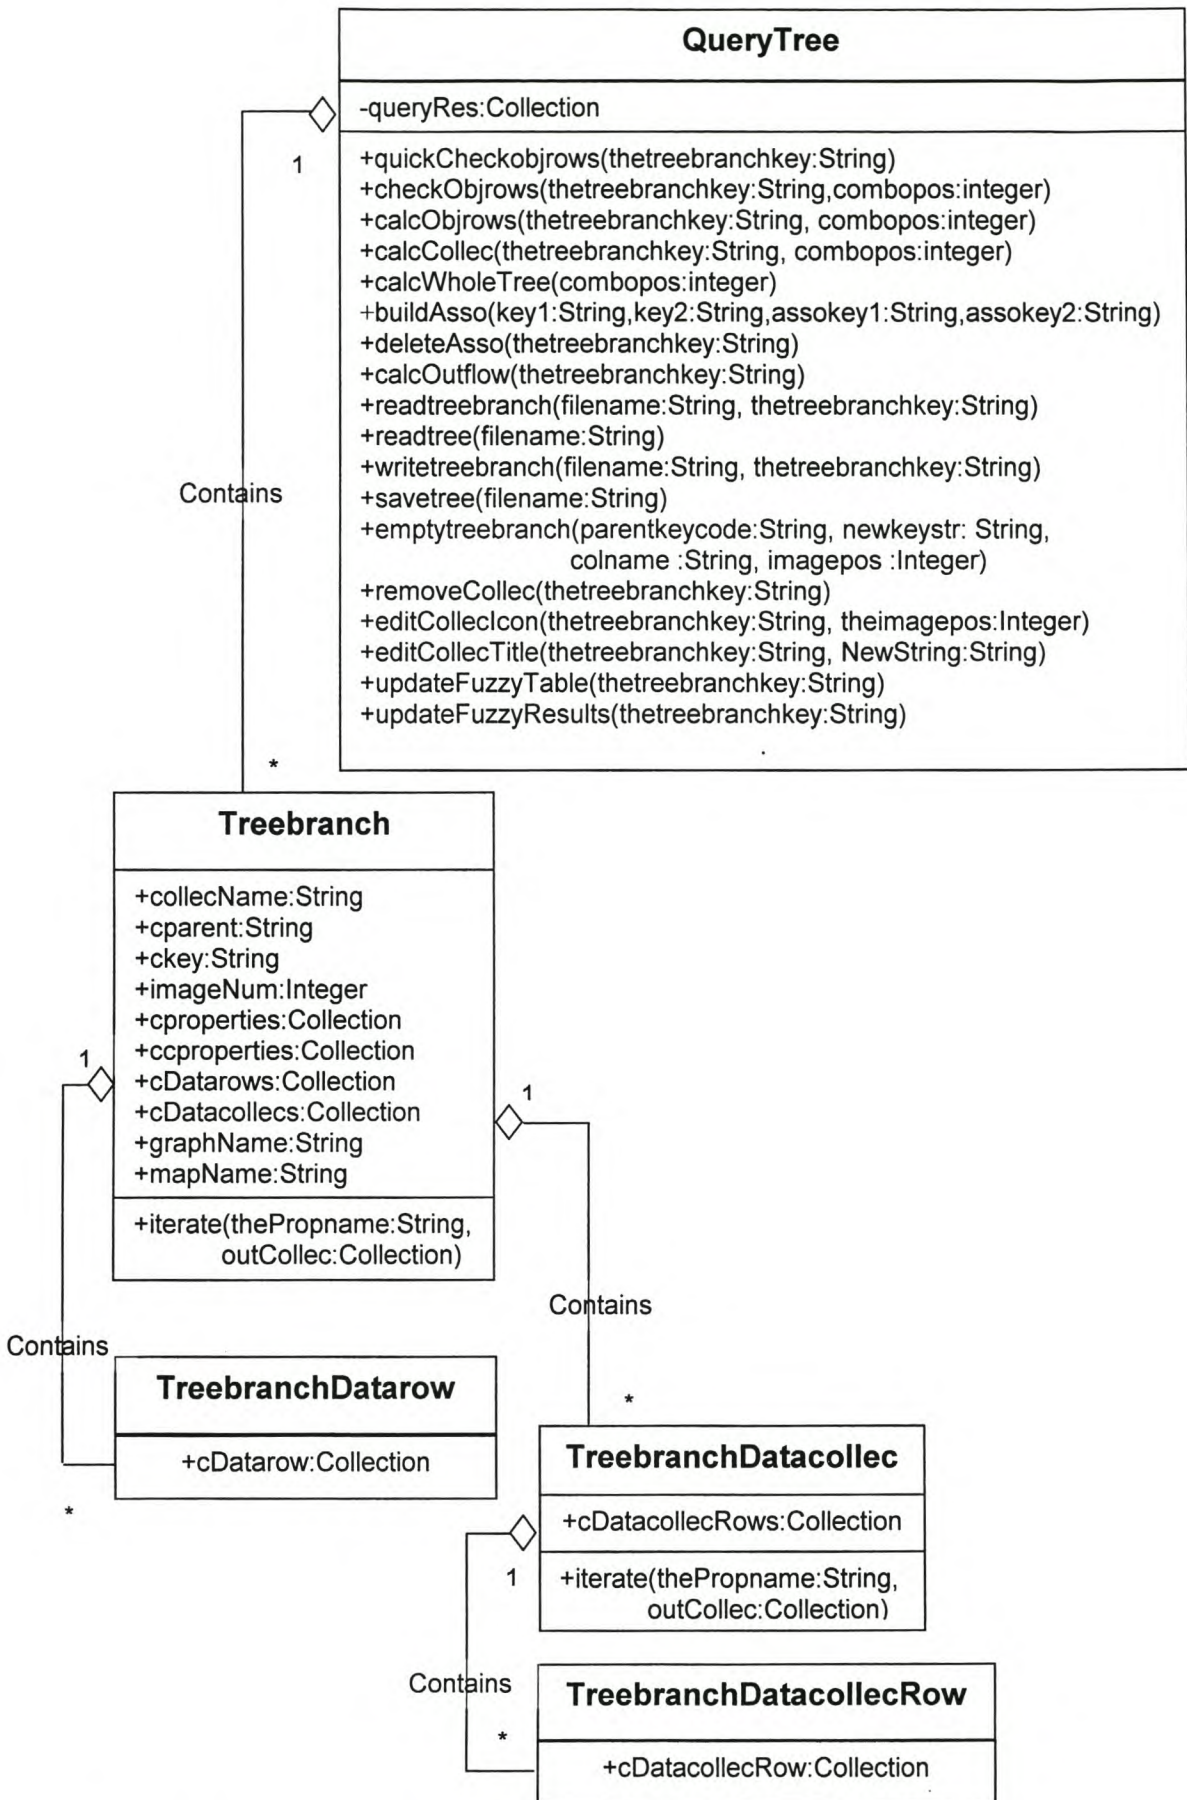 QueryTree
-queryRes:Collection
1
+quickCheckobjrows(thetreebranchkey:String)
+checkObjrows(thetreebranchkey:String,combopos:integer)
+calcObjrows(thetreebranchkey:String, combopos:integer)
+calcCollec(thetreebranchkey:String, combopos:integer)
+calcWholeTree(combopos:integer)
+buildAsso(key1:String,key2:String,assokey1:String,assokey2:String)
+deleteAsso(thetreebranchkey:String)
+calcOutflow(thetreebranchkey:String)
+readtreebranch(filename:String, thetreebranchkey:String)
+readtree(filename:String)
+writetreebranch(filename:String, thetreebranchkey:String)
+savetree(filename:String)
+emptytreebranch(parentkeycode:String, newkeystr: String,
colname :String, imagepos :Integer)
+removeCollec(thetreebranchkey:String)
+editCollecIcon(thetreebranchkey:String, theimagepos:Integer)
+editCollecTitle(thetreebranchkey:String, NewString:String)
+updateFuzzyTable(thetreebranchkey:String)
+updateFuzzyResults(thetreebranchkey:String)
Contains
*
Treebranch
+collecName:String
+cparent:String
+ckey:String
+imageNum:Integer
+cproperties:Collection
+ccproperties:Collection
+cDatarows:Collection
+cDatacollecs:Collection
+graphName:String
+mapName:String
+iterate(thePropname:String,
outCollec:Collection)
1
1
Contains
Contains
*
TreebranchDatarow
+cDatarow:Collection
*
TreebranchDatacollec
+cDatacollecRows:Collection
+iterate(thePropname:String,
outCollec:Collection)
1
Contains
*
TreebranchDatacollecRow
+cDatacollecRow:Collection